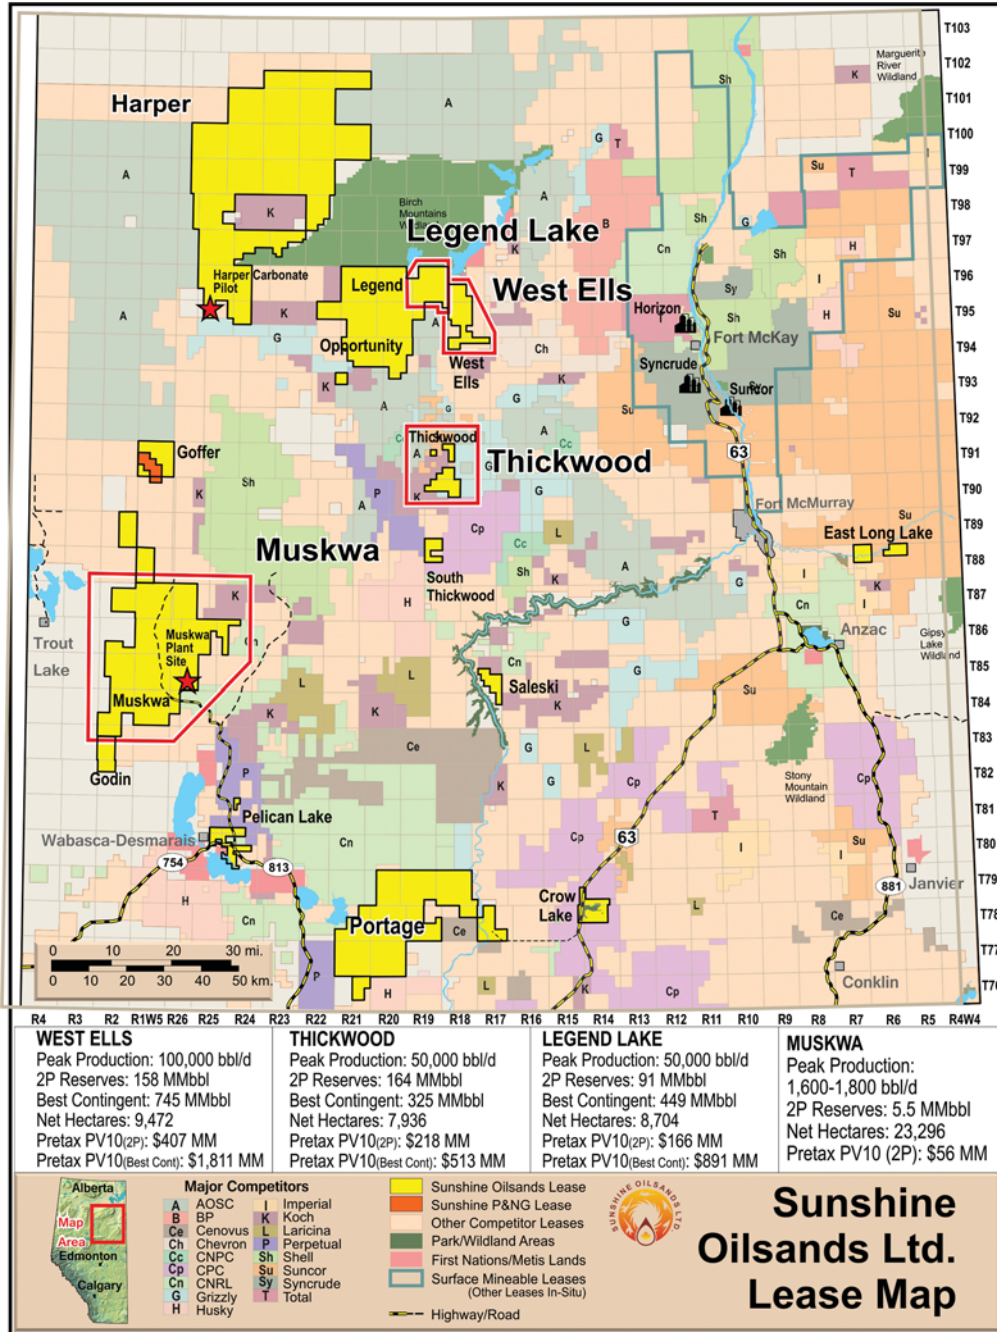 Harper
Marguerite
River
Wildland
T103
T102
T101
T100
T99
T98
T97
T96
T95
T94
T93
T92
T91
T90
T89
T88
T87
T86
T85
T84
T83
T82
T81
T80
T79
T78
T77
T76
Birch
Mountains
Legend Lake
West Ells
Harper
Pilot
Carbonate
Legend
Opportunity
West
Ells
Horizon
Fort McKay
Syncrude
Suncor
Goffer
Thickwood
Thickwood
63
Fort McMurray
East Long Lake
Muskwa
South
Thickwood
Trout
Lake
Muskwa
Plant
Site
Muskwa
Godin
Anzac
Gipsy
Lake
Wildland
Saleski
Stony
Mountain
Wildland
Pelican Lake
Wabasca-Desmarais
754
813
63
881
Janvier
Crow
Lake
Portage
Conklin
0 10 20 30 mi.
0 10 20 30 40 50 km.
R4 R3 R2 R1W5 R26 R25 R24 R23 R22 R21 R20 R19 R18 R17 R16 R15 R14 R13 R12 R11 R10 R9 R8 R7 R6 R5 R4W4
WEST ELLS
Peak Production: 100,000 bbl/d
2P Reserves: 158 MMbbl
Best Contingent: 745 MMbbl
Net Hectares: 9,472
Pretax PV10(2P): $407 MM
Pretax PV10(Best Cont): $1,811 MM
THICKWOOD
Peak Production: 50,000 bbl/d
2P Reserves: 164 MMbbl
Best Contingent: 325 MMbbl
Net Hectares: 7,936
Pretax PV10(2P): $218 MM
Pretax PV10(Best Cont): $513 MM
LEGEND LAKE
Peak Production: 50,000 bbl/d
2P Reserves: 91 MMbbl
Best Contingent: 449 MMbbl
Net Hectares: 8,704
Pretax PV10(2P): $166 MM
Pretax PV10(Best Cont): $891 MM
MUSKWA
Peak Production:
1,600-1,800 bbl/d
2P Reserves: 5.5 MMbbl
Net Hectares: 23,296
Pretax PV10 (2P): $56 MM
Alberta
Map
Area
Edmonton
Calgary
Major Competitors
A AOSC
B BP
Ce Cenovus
Ch Chevron
Cc CNPC
Cp CPC
Cn CNRL
G Grizzly
H Husky
I Imperial
K Koch
L Laricina
P Perpetual
Sh Shell
Su Suncor
Sy Syncrude
T Total
Sunshine Oilsands Lease
Sunshine P&NG Lease
Other Competitor Leases
Park/Wildland Areas
First Nations/Metis Lands
Surface Mineable Leases
(Other Leases In-Situ)
Highway/Road
SUNSHINE OILSANDS LTD.
Sunshine
Oilsands Ltd.
Lease Map